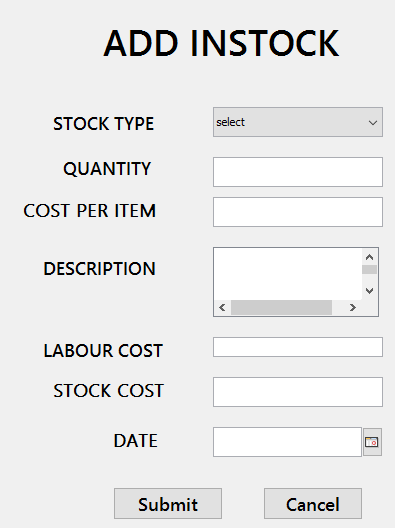 ADD INSTOCK
STOCK TYPE select
QUANTITY
COST PER ITEM
DESCRIPTION
LABOUR COST
STOCK COST
DATE
Submit Cancel